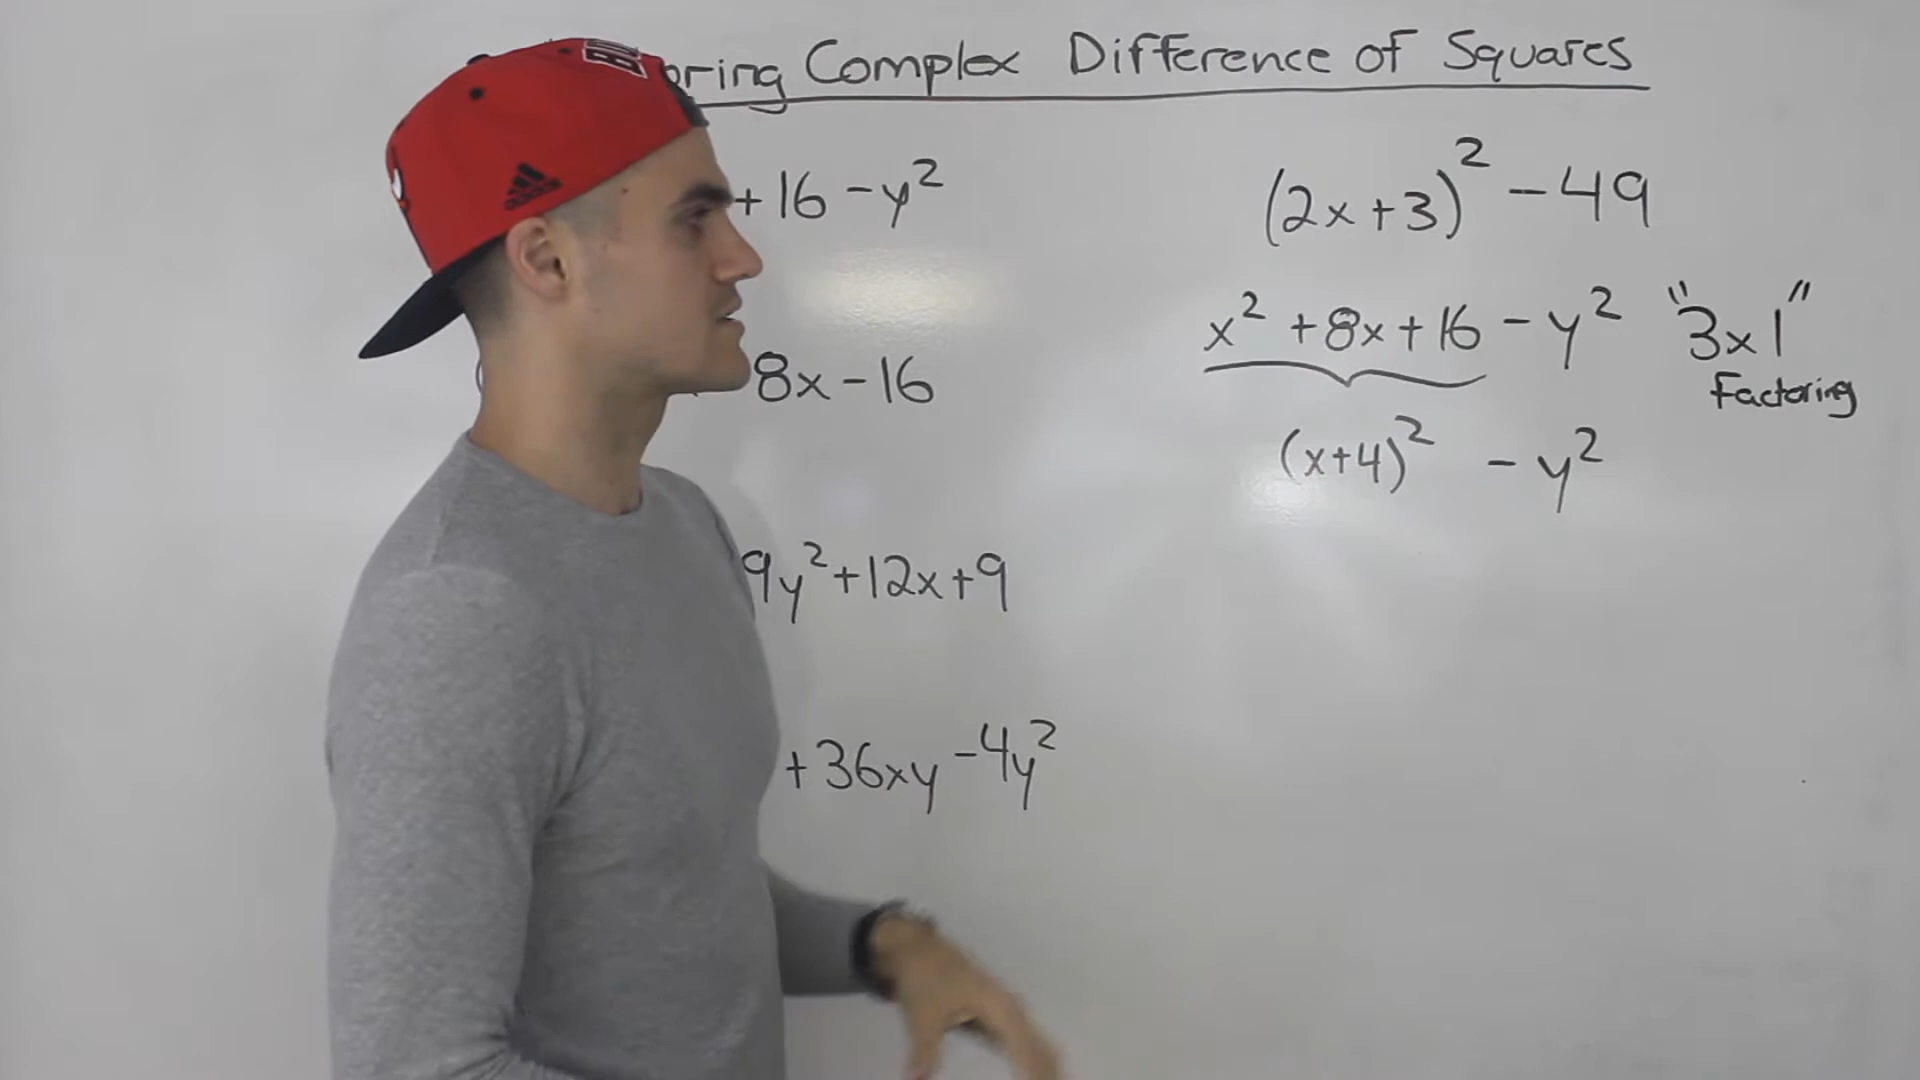 oring Complex Difference of Squares
+ 16 - y²
8x - 16
9y² + 12x + 9
+ 36xy - 4y²
(2x + 3)² - 49
x² + 8x + 16 - y² "3x1"
Factoring
(x+4)² - y²
adidas